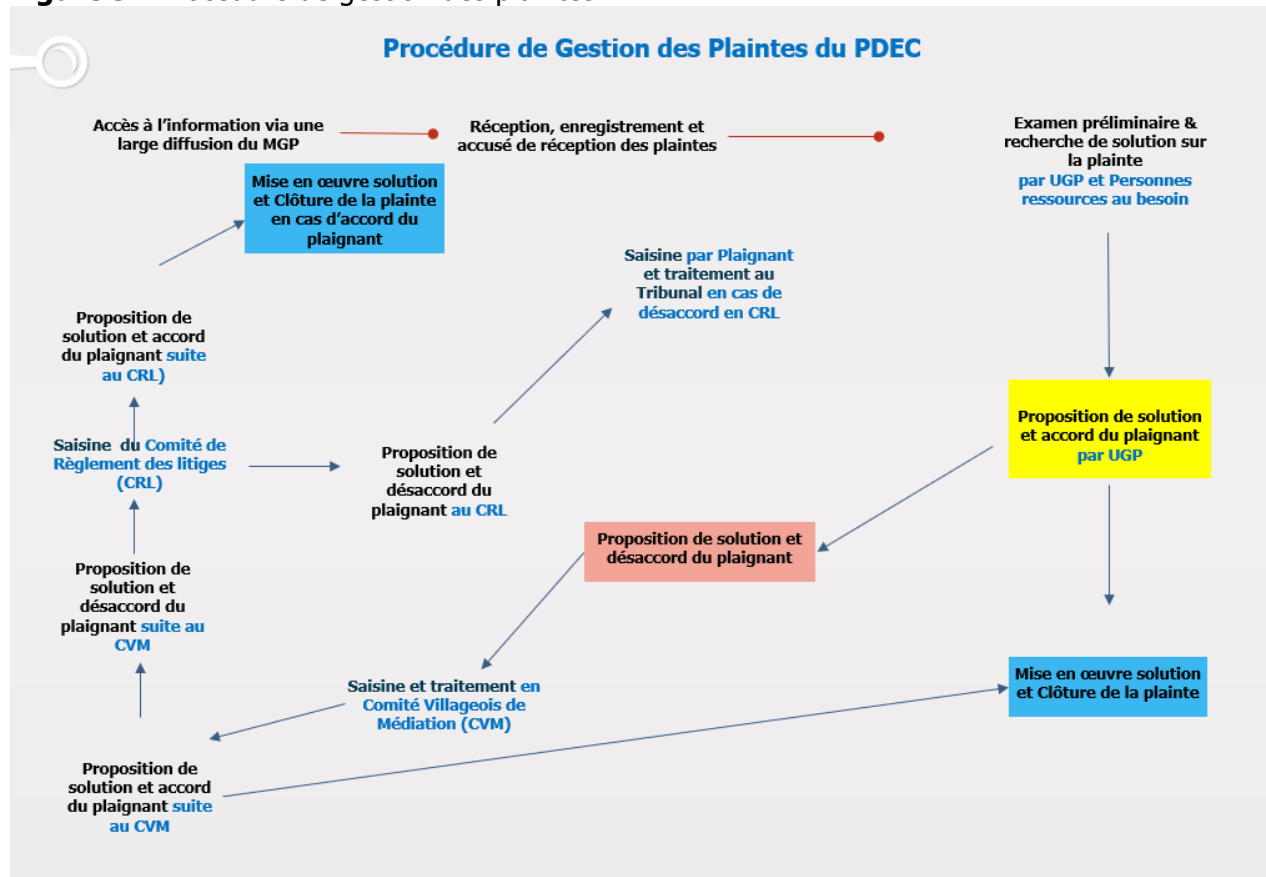 Figure Procédure de gestion des plaintes
Procédure de Gestion des Plaintes du PDEC
Accès à l'information via une
large diffusion du MGP
Réception, enregistrement et
accusé de réception des plaintes
Examen préliminaire &
recherche de solution sur
la plainte
par UGP et Personnes
ressources au besoin
Mise en œuvre solution
et Clôture de la plainte
en cas d'accord du
plaignant
Saisine par Plaignant
et traitement au
Tribunal en cas de
désaccord en CRL
Proposition de
solution et accord
du plaignant suite
au CRL)
Proposition de solution
et accord du plaignant
par UGP
Saisine du Comité de
Règlement des litiges
(CRL)
Proposition de
solution et
désaccord du
plaignant au CRL
Proposition de solution et
désaccord du plaignant
Proposition de
solution et
désaccord du
plaignant suite au
CVM
Saisine et traitement en
Comité Villageois de
Médiation (CVM)
Mise en œuvre solution
et Clôture de la plainte
Proposition de
solution et accord
du plaignant suite
au CVM